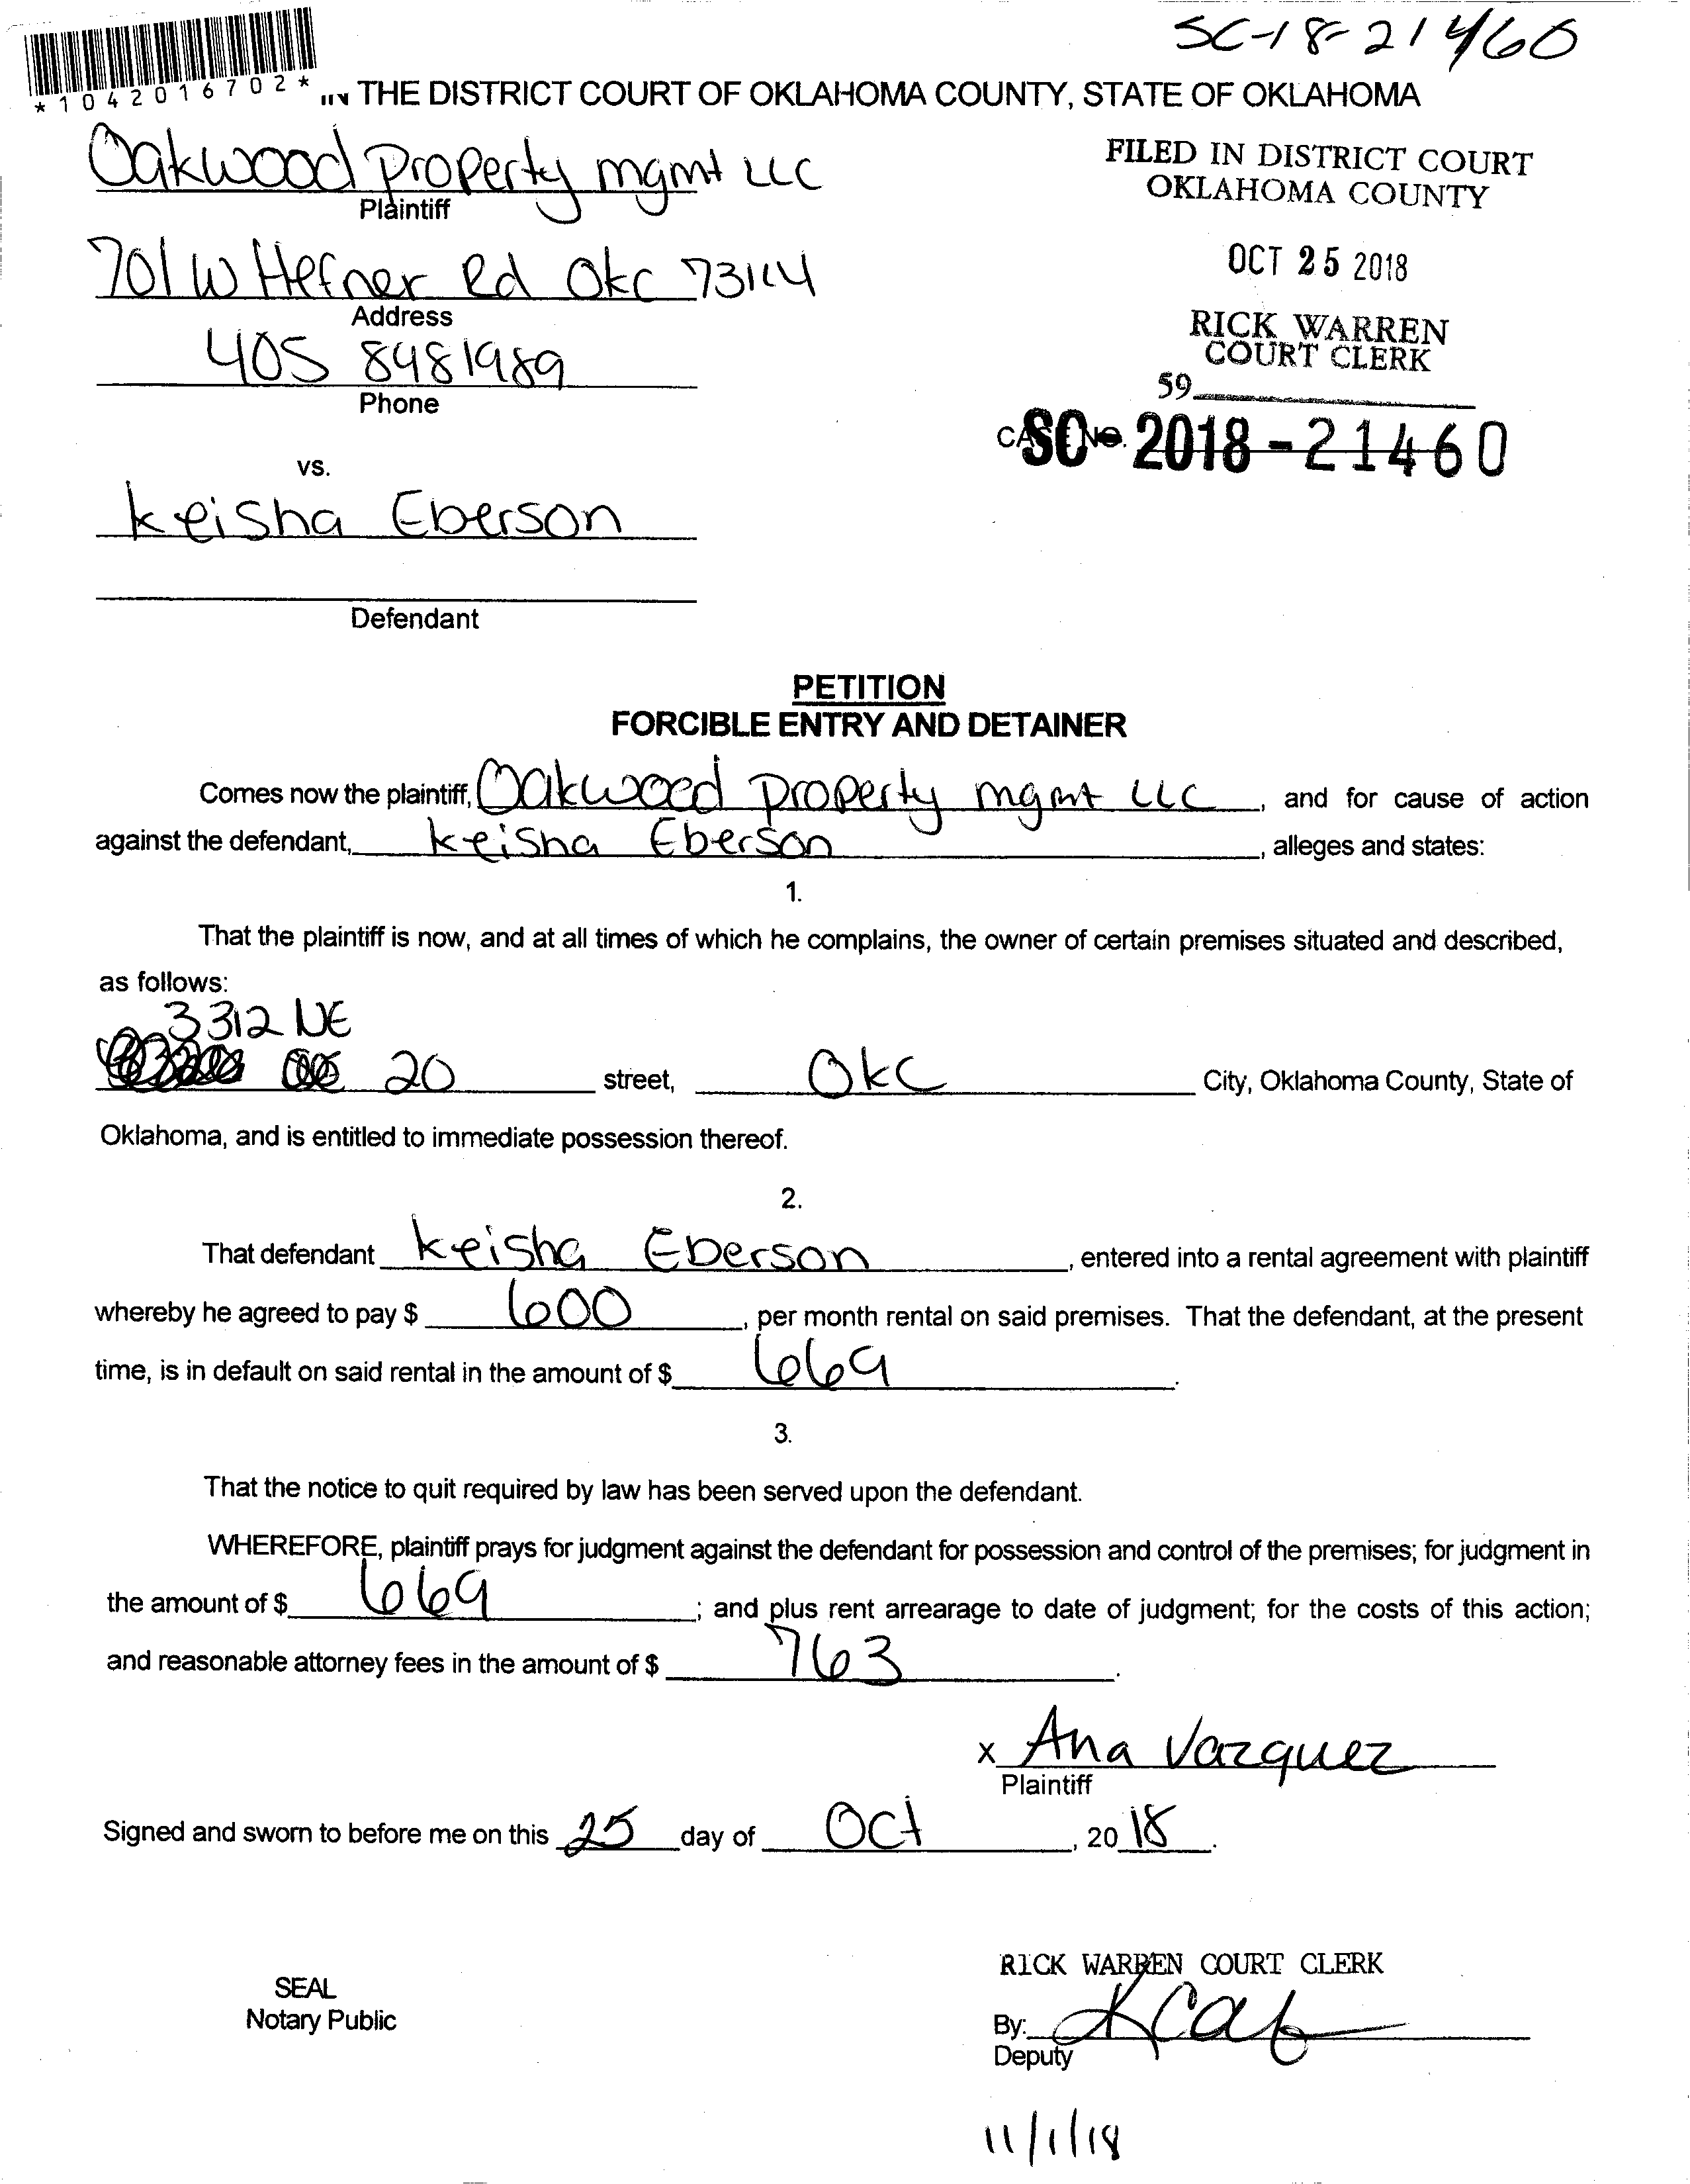 SC-18-21460
*1042016702* IN THE DISTRICT COURT OF OKLAHOMA COUNTY, STATE OF OKLAHOMA
Oakwood Property mgmt LLC
Plaintiff
FILED IN DISTRICT COURT
OKLAHOMA COUNTY
701 W Hefner Rd Okc 73114
Address
OCT 25 2018
405 8481989
Phone
RICK WARREN
COURT CLERK
59
CASE NO. SC-2018-21460
vs.
Keisha Eberson
Defendant
PETITION
FORCIBLE ENTRY AND DETAINER
Comes now the plaintiff, Oakwood Property mgmt LLC, and for cause of action
against the defendant, Keisha Eberson, alleges and states:
1.
That the plaintiff is now, and at all times of which he complains, the owner of certain premises situated and described,
as follows:
3312 NE
20 street, Okc City, Oklahoma County, State of
Oklahoma, and is entitled to immediate possession thereof.
2.
That defendant Keisha Eberson, entered into a rental agreement with plaintiff
whereby he agreed to pay $ 600, per month rental on said premises. That the defendant, at the present
time, is in default on said rental in the amount of $ 669.
3.
That the notice to quit required by law has been served upon the defendant.
WHEREFORE, plaintiff prays for judgment against the defendant for possession and control of the premises; for judgment in
the amount of $ 669; and plus rent arrearage to date of judgment; for the costs of this action;
and reasonable attorney fees in the amount of $ 763.
x Ana Vazquez
Plaintiff
Signed and sworn to before me on this 25 day of Oct, 20 18.
SEAL
Notary Public
RICK WARREN COURT CLERK
By:
Deputy
11/1/18